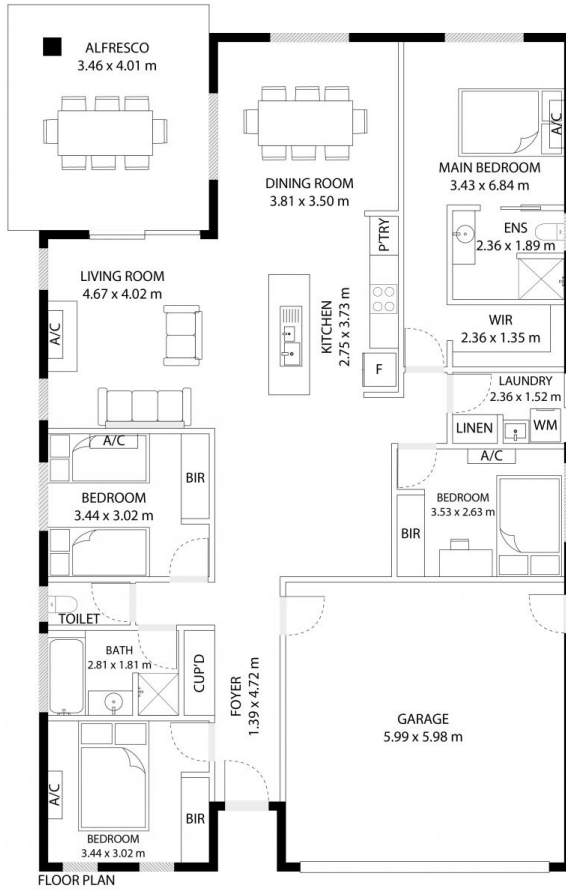 ALFRESCO
3.46 x 4.01 m
DINING ROOM
3.81 x 3.50 m
A/C
MAIN BEDROOM
3.43 x 6.84 m
ENS
2.36 x 1.89 m
P'TRY
LIVING ROOM
4.67 x 4.02 m
A/C
KITCHEN
2.75 x 3.73 m
F
WIR
2.36 x 1.35 m
LAUNDRY
2.36 x 1.52 m
LINEN
WM
A/C
BIR
BEDROOM
3.44 x 3.02 m
A/C
BEDROOM
3.53 x 2.63 m
BIR
TOILET
BATH
2.81 x 1.81 m
CUP'D
FOYER
1.39 x 4.72 m
GARAGE
5.99 x 5.98 m
A/C
BIR
BEDROOM
3.44 x 3.02 m
FLOOR PLAN